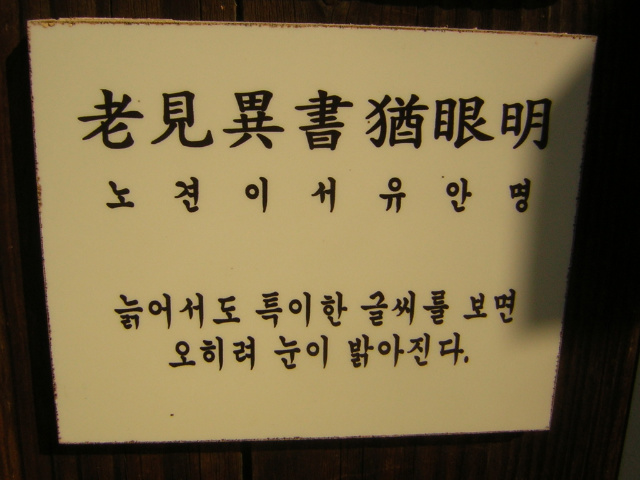 老見異書猶眼明
노견이서유안명
늙어서도 특이한 글씨를 보면
오히려 눈이 밝아진다.